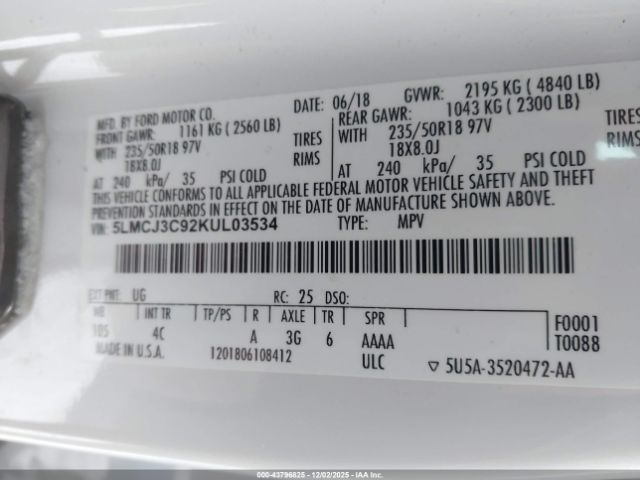 MFD. BY FORD MOTOR CO. DATE: 06/18 GVWR: 2195 KG ( 4840 LB)
FRONT GAWR: 1161 KG ( 2560 LB) REAR GAWR: 1043 KG ( 2300 LB)
WITH 235/50R18 97V TIRES WITH 235/50R18 97V TIRES
18X8.0J RIMS 18X8.0J RIMS
AT 240 kPa/ 35 PSI COLD AT 240 kPa/ 35 PSI COLD
THIS VEHICLE CONFORMS TO ALL APPLICABLE FEDERAL MOTOR VEHICLE SAFETY AND THEFT
PREVENTION STANDARDS IN EFFECT ON THE DATE OF MANUFACTURE SHOWN ABOVE.
VIN: 5LMCJ3C92KUL03534 TYPE: MPV
EXT PNT: UG RC: 25 DSO: F0001
WB INT TR TP/PS R AXLE TR SPR T0088
105 4C A 3G 6 AAAA
MADE IN U.S.A. 1201806108412 ULC ▽ 5U5A-3520472-AA
000-43796825 - 12/02/2025 - IAAI.CA